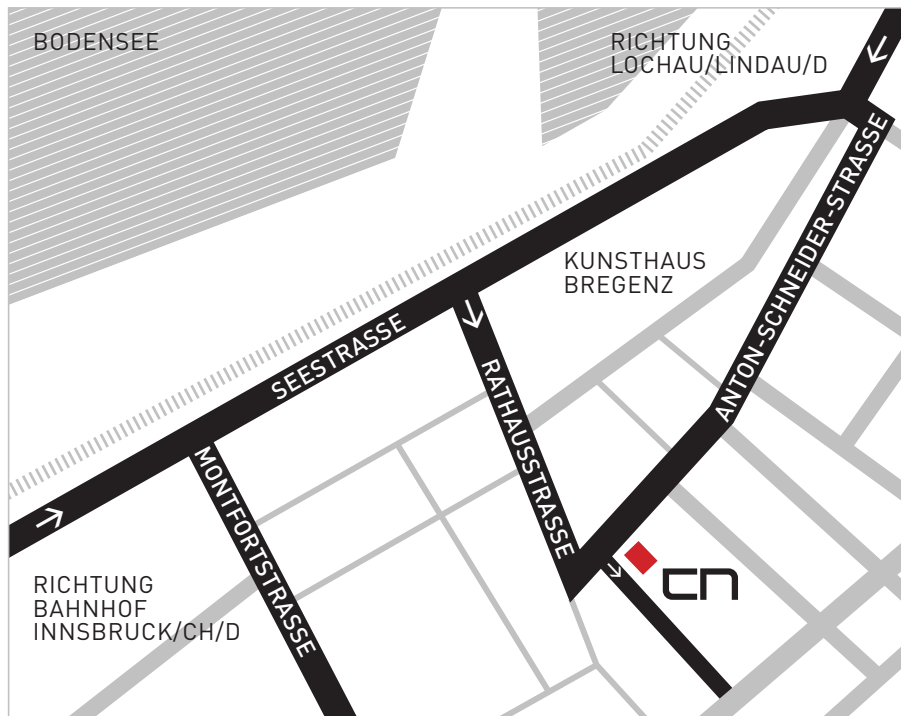 BODENSEE
RICHTUNG
LOCHAU/LINDAU/D
KUNSTHAUS
BREGENZ
ANTON-SCHNEIDER-STRASSE
SEESTRASSE
RATHAUSSTRASSE
MONTFORTSTRASSE
RICHTUNG
BAHNHOF
INNSBRUCK/CH/D
cn